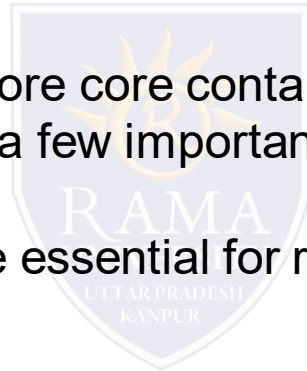 ore core conta
a few importan
RAMA
e essential for r
UTTAR PRADESH
KANPUR